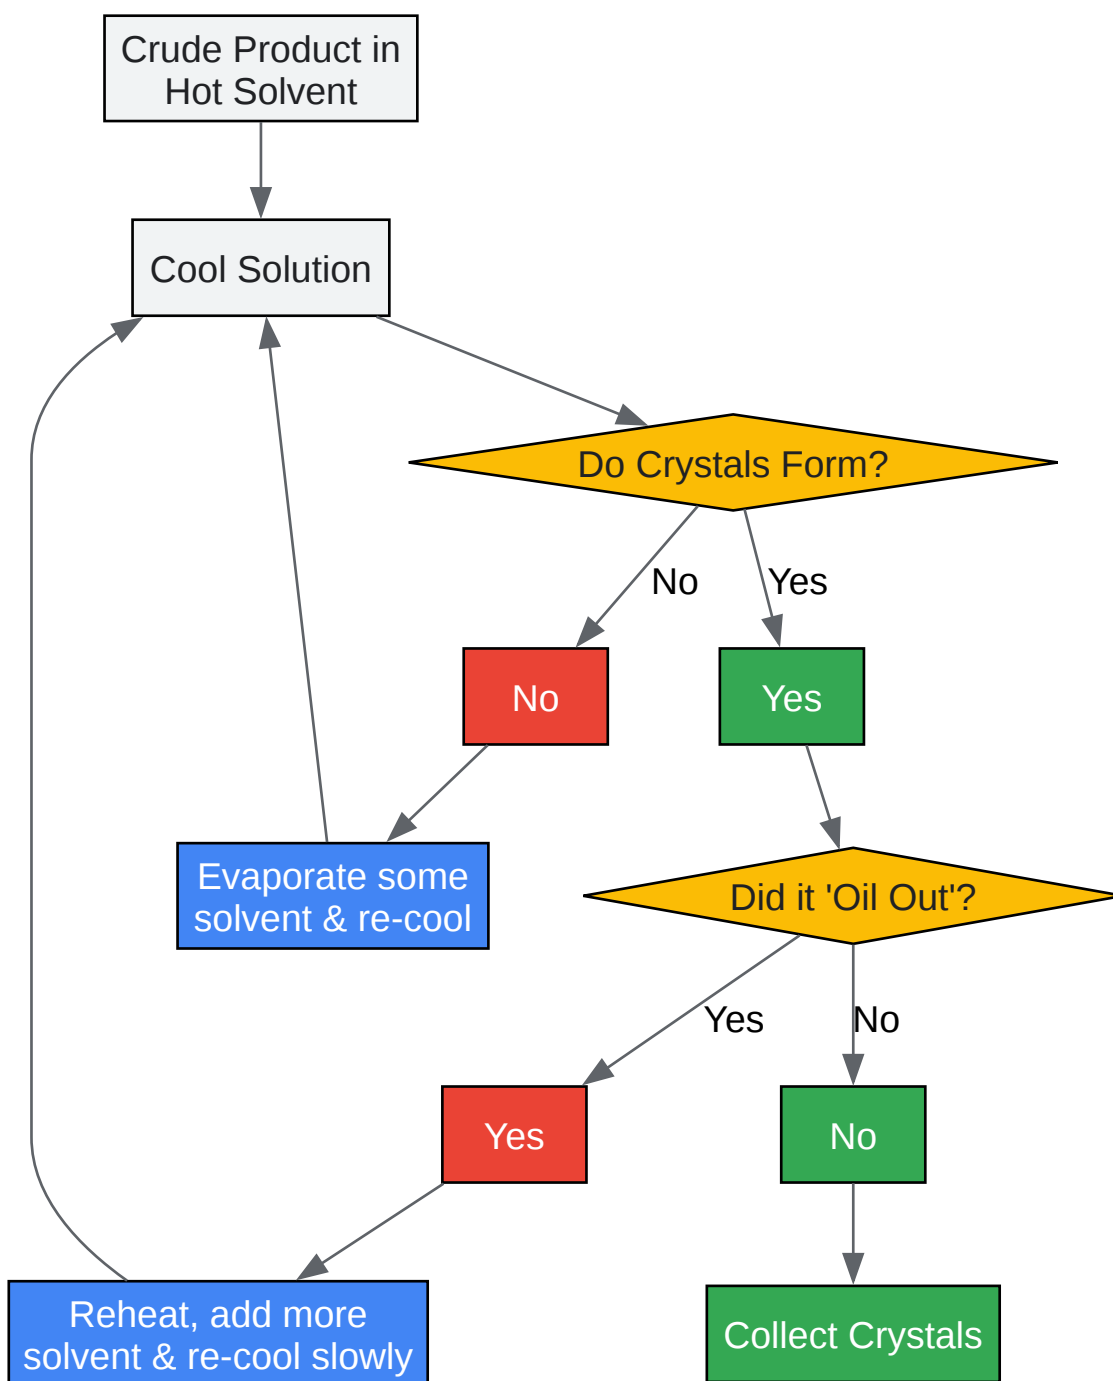 Crude Product in
Hot Solvent
Cool Solution
Do Crystals Form?
No
Yes
No
Yes
Evaporate some
solvent & re-cool
Did it 'Oil Out'?
Yes
No
Yes
No
Reheat, add more
solvent & re-cool slowly
Collect Crystals